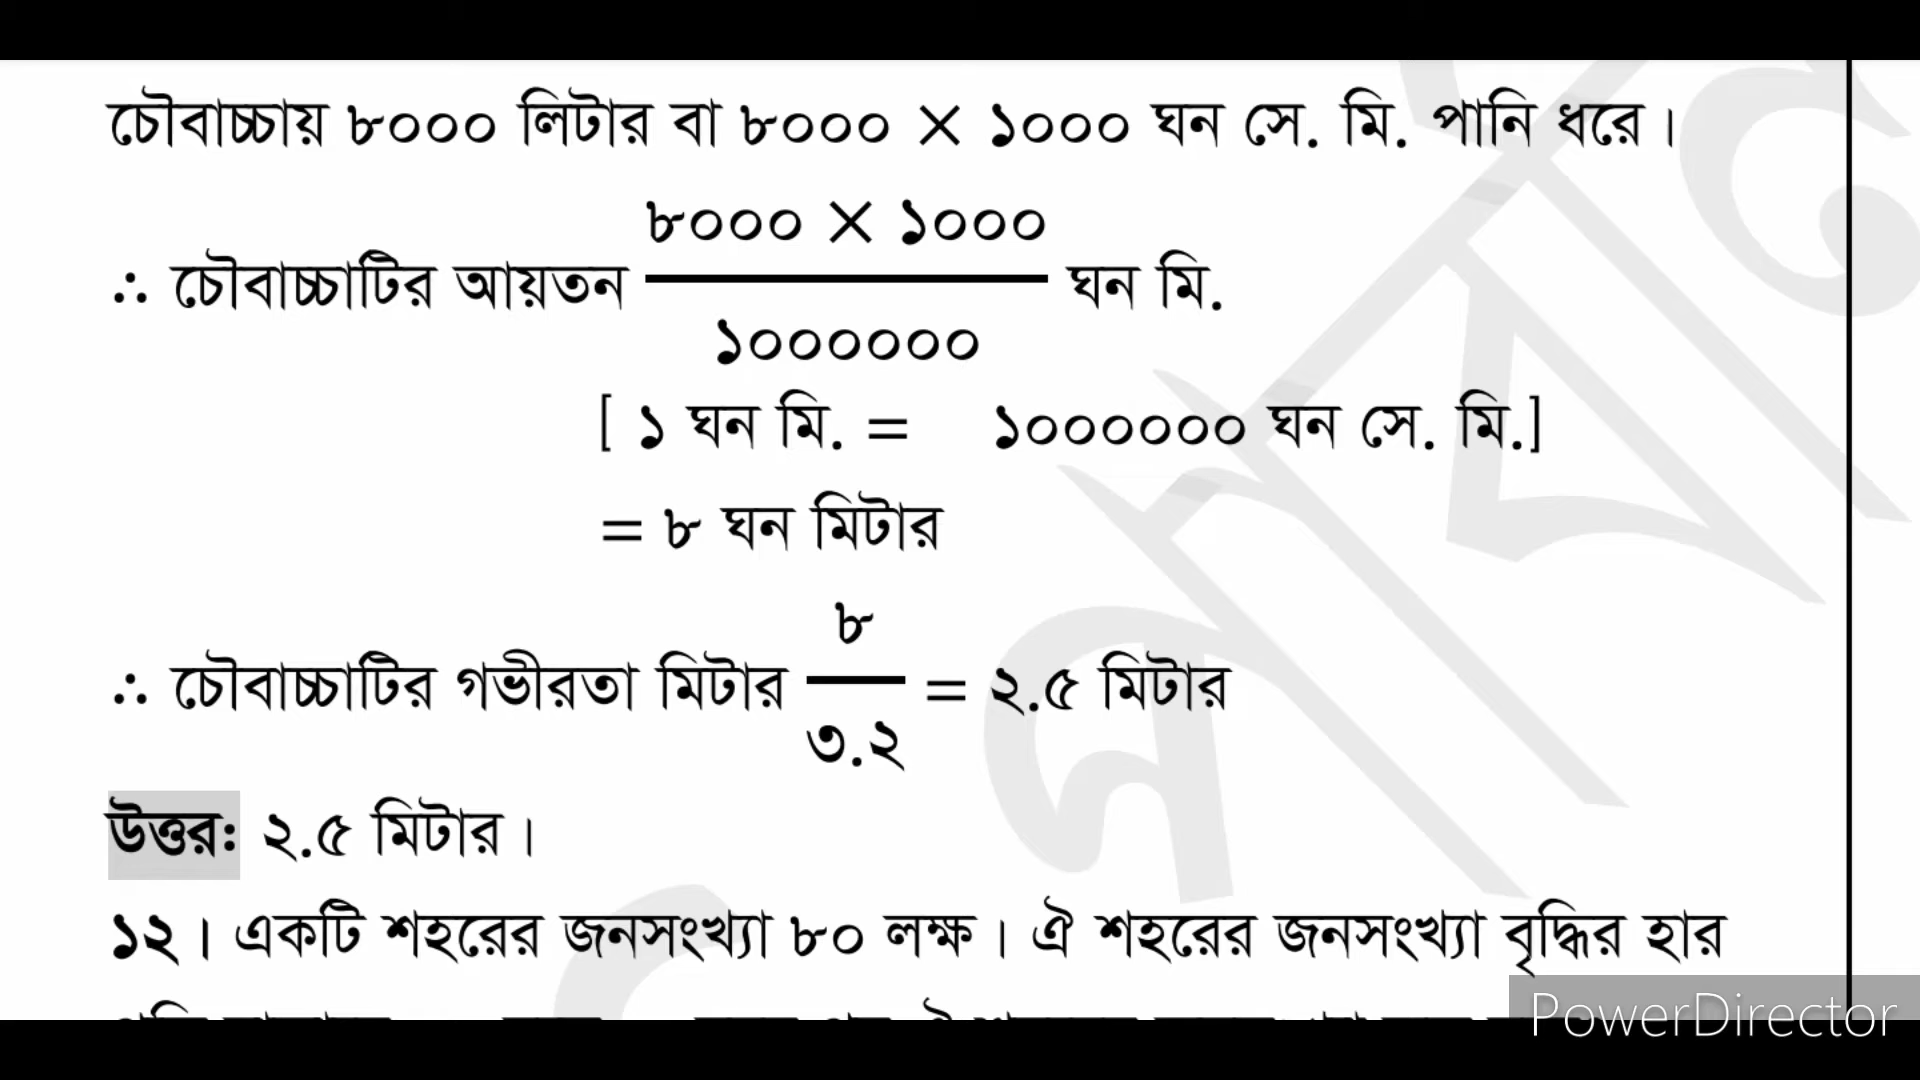 চৌবাচ্চায় ৮০০০ লিটার বা ৮০০০ × ১০০০ ঘন সে. মি. পানি ধরে।
৮০০০ × ১০০০
∴ চৌবাচ্চাটির আয়তন ঘন মি.
১০০০০০০
[ ১ ঘন মি. = ১০০০০০০ ঘন সে. মি.]
= ৮ ঘন মিটার
৮
∴ চৌবাচ্চাটির গভীরতা মিটার = ২.৫ মিটার
৩.২
উত্তর: ২.৫ মিটার।
১২। একটি শহরের জনসংখ্যা ৮০ লক্ষ। ঐ শহরের জনসংখ্যা বৃদ্ধির হার
PowerDirector